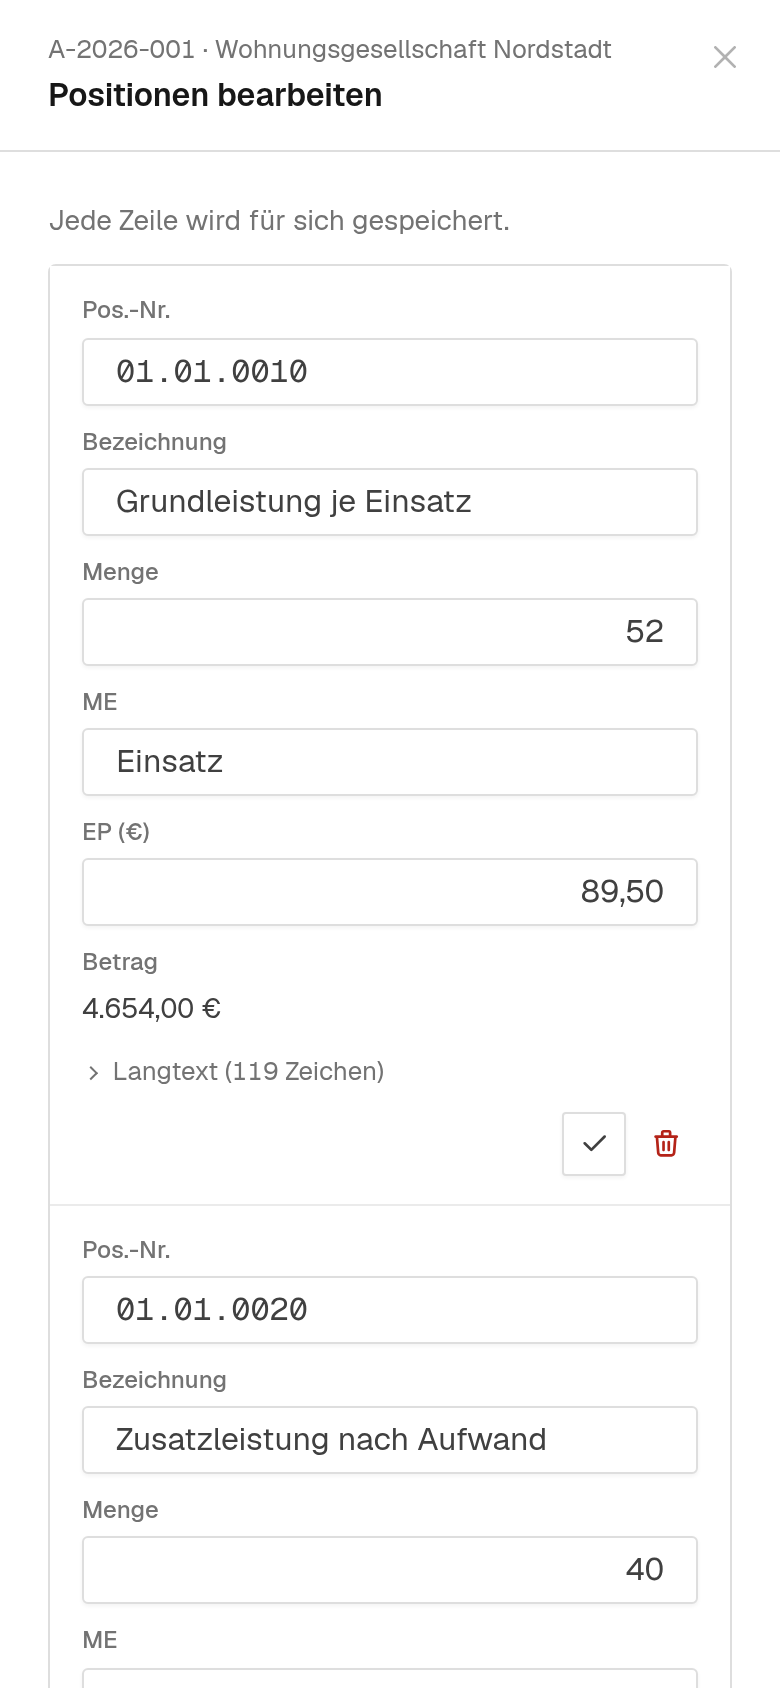 A-2026-001 · Wohnungsgesellschaft Nordstadt
Positionen bearbeiten
Jede Zeile wird für sich gespeichert.
Pos.-Nr.
01.01.0010
Bezeichnung
Grundleistung je Einsatz
Menge
52
ME
Einsatz
EP (€)
89,50
Betrag
4.654,00 €
Langtext (119 Zeichen)
Pos.-Nr.
01.01.0020
Bezeichnung
Zusatzleistung nach Aufwand
Menge
40
ME